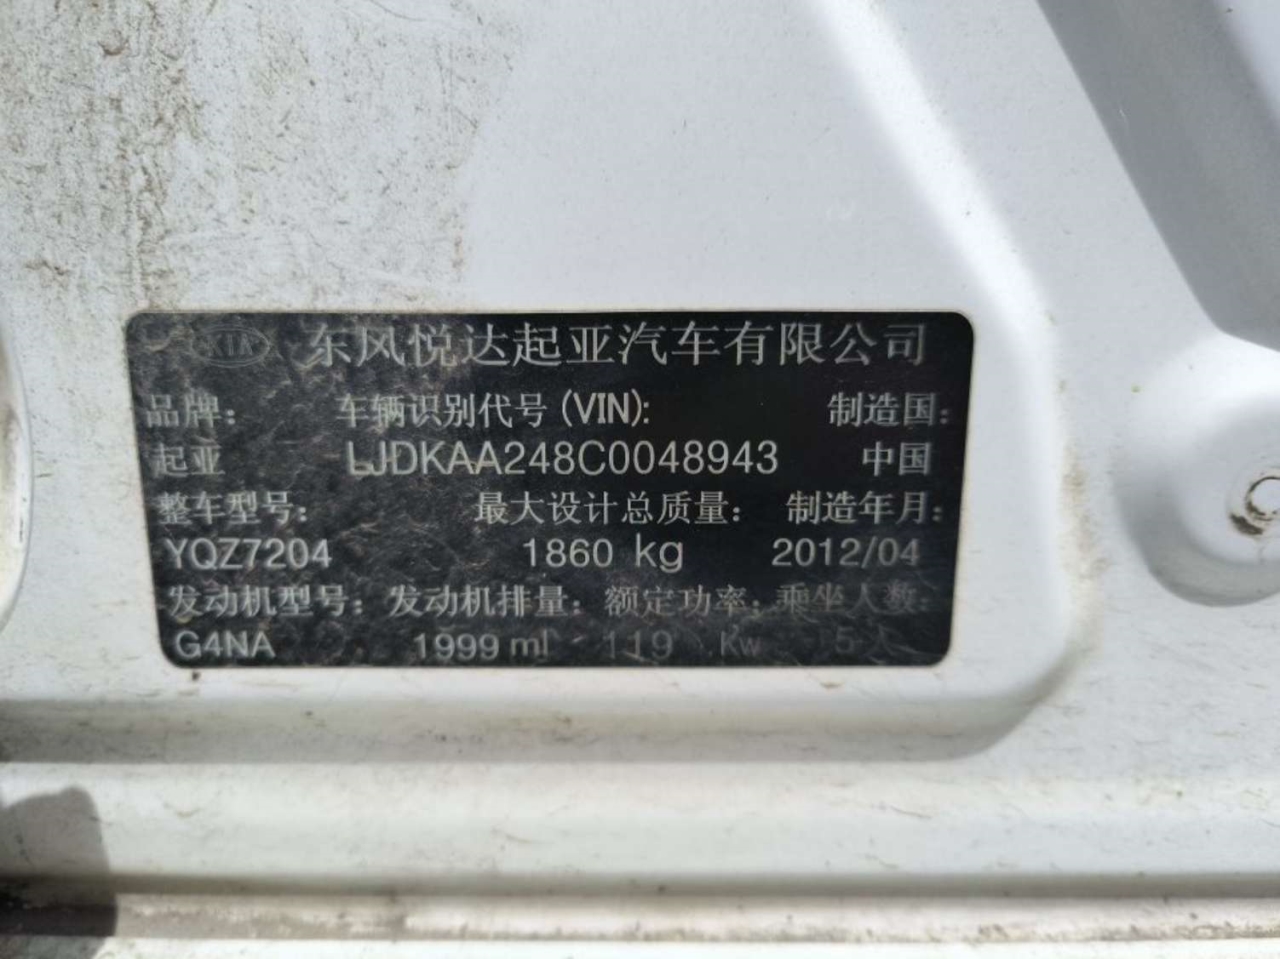 KIA 东风悦达起亚汽车有限公司
品牌： 车辆识别代号(VIN): 制造国：
起亚 LJDKAA248C0048943 中国
整车型号： 最大设计总质量： 制造年月：
YQZ7204 1860 kg 2012/04
发动机型号： 发动机排量： 额定功率： 乘坐人数：
G4NA 1999 ml 119 Kw 5人